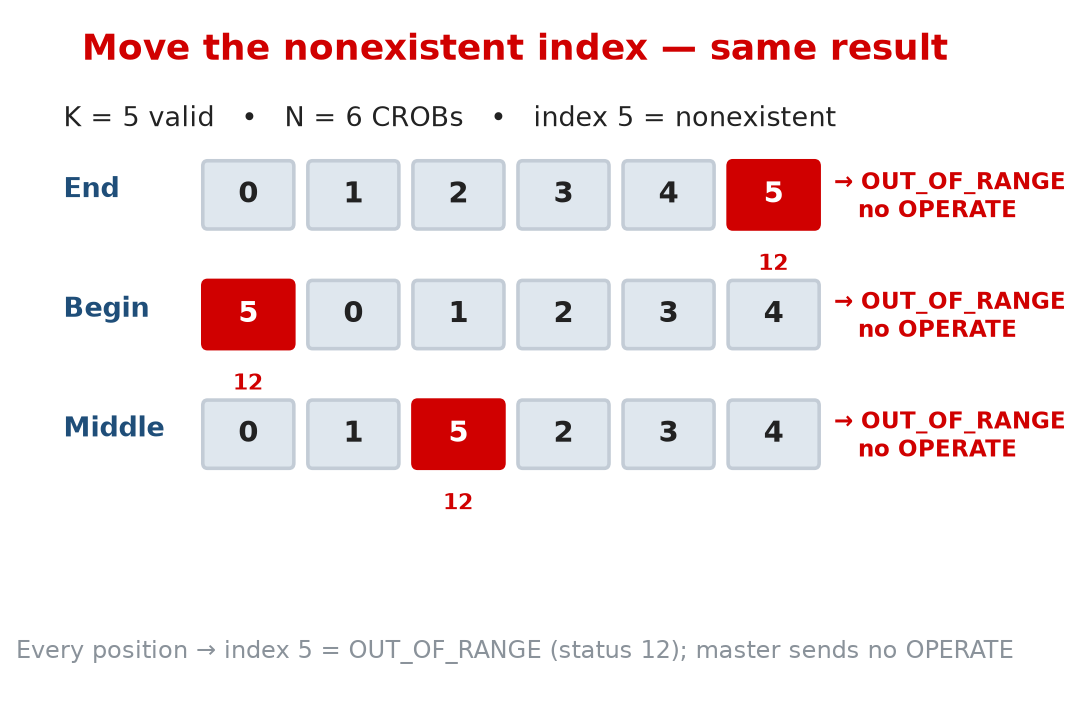 Move the nonexistent index — same result
K = 5 valid • N = 6 CROBs • index 5 = nonexistent
End 0 1 2 3 4 5 → OUT_OF_RANGE
no OPERATE
12
Begin 5 0 1 2 3 4 → OUT_OF_RANGE
no OPERATE
12
Middle 0 1 5 2 3 4 → OUT_OF_RANGE
no OPERATE
12
Every position → index 5 = OUT_OF_RANGE (status 12); master sends no OPERATE